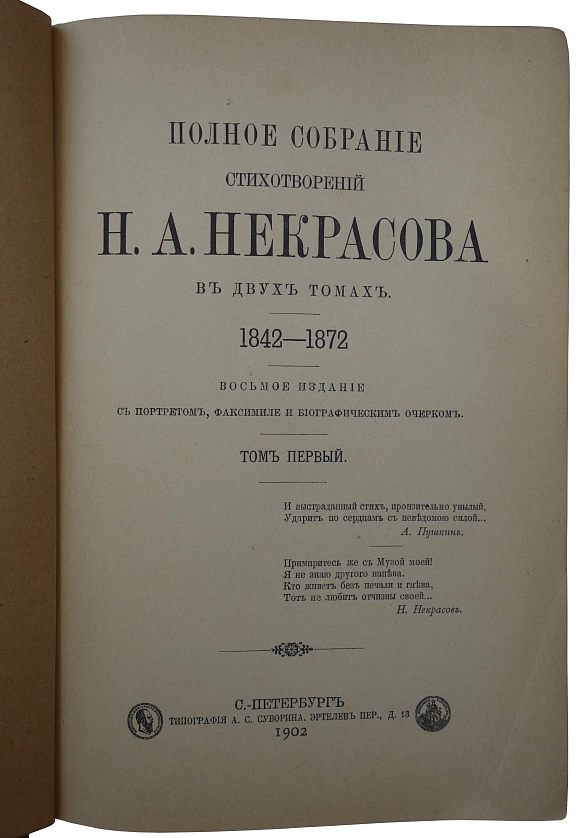 ПОЛНОЕ СОБРАНІЕ
СТИХОТВОРЕНІЙ
Н. А. НЕКРАСОВА
ВЪ ДВУХЪ ТОМАХЪ.
1842—1872
ВОСЬМОЕ ИЗДАНІЕ
СЪ ПОРТРЕТОМЪ, ФАКСИМИЛЕ И БІОГРАФИЧЕСКИМЪ ОЧЕРКОМЪ.
ТОМЪ ПЕРВЫЙ.
И выстраданный стихъ, пронзительно унылый,
Ударитъ по сердцамъ съ невѣдомою силой...
А. Пушкинъ.
Примиритесь же съ Музой моей!
Я не знаю другого напѣва.
Кто живетъ безъ печали и гнѣва,
Тотъ не любитъ отчизны своей...
Н. Некрасовъ.
С.-ПЕТЕРБУРГЪ
ТИПОГРАФІЯ А. С. СУВОРИНА. ЭРТЕЛЕВЪ ПЕР., Д. 13
1902